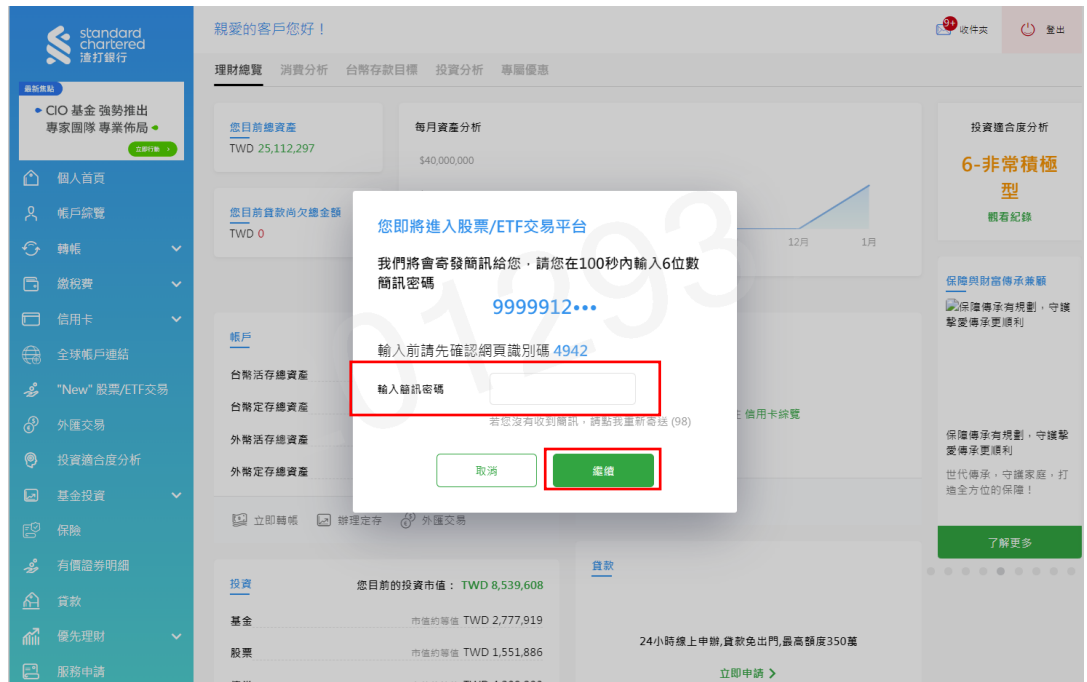 standard
chartered
渣打銀行
親愛的客戶您好！
9+
收件夾
登出
理財總覽 消費分析 台幣存款目標 投資分析 專屬優惠
最新焦點
CIO 基金 強勢推出
專家團隊 專業佈局
立即行動
個人首頁
帳戶綜覽
轉帳
繳稅費
信用卡
全球帳戶連結
"New" 股票/ETF交易
外匯交易
投資適合度分析
基金投資
保險
有價證券明細
貸款
優先理財
服務申請
您目前總資產
TWD 25,112,297
每月資產分析
$40,000,000
12月 1月
您目前貸款尚欠總金額
TWD 0
投資適合度分析
6-非常積極
型
觀看紀錄
01293
您即將進入股票/ETF交易平台
我們將會寄發簡訊給您，請您在100秒內輸入6位數
簡訊密碼
9999912•••
輸入前請先確認網頁識別碼 4942
輸入簡訊密碼
若您沒有收到簡訊，請點我重新寄送 (98)
取消
繼續
帳戶
台幣活存總資產
台幣定存總資產
外幣活存總資產
外幣定存總資產
信用卡綜覽
立即轉帳 辦理定存 外匯交易
保障與財富傳承兼顧
保障傳承有規劃，守護
摯愛傳承更順利
保障傳承有規劃，守護摯
愛傳承更順利
世代傳承，守護家庭，打
造全方位的保障！
了解更多
投資
您目前的投資市值： TWD 8,539,608
基金 市值約等值 TWD 2,777,919
股票 市值約等值 TWD 1,551,886
貸款
24小時線上申辦,貸款免出門,最高額度350萬
立即申請